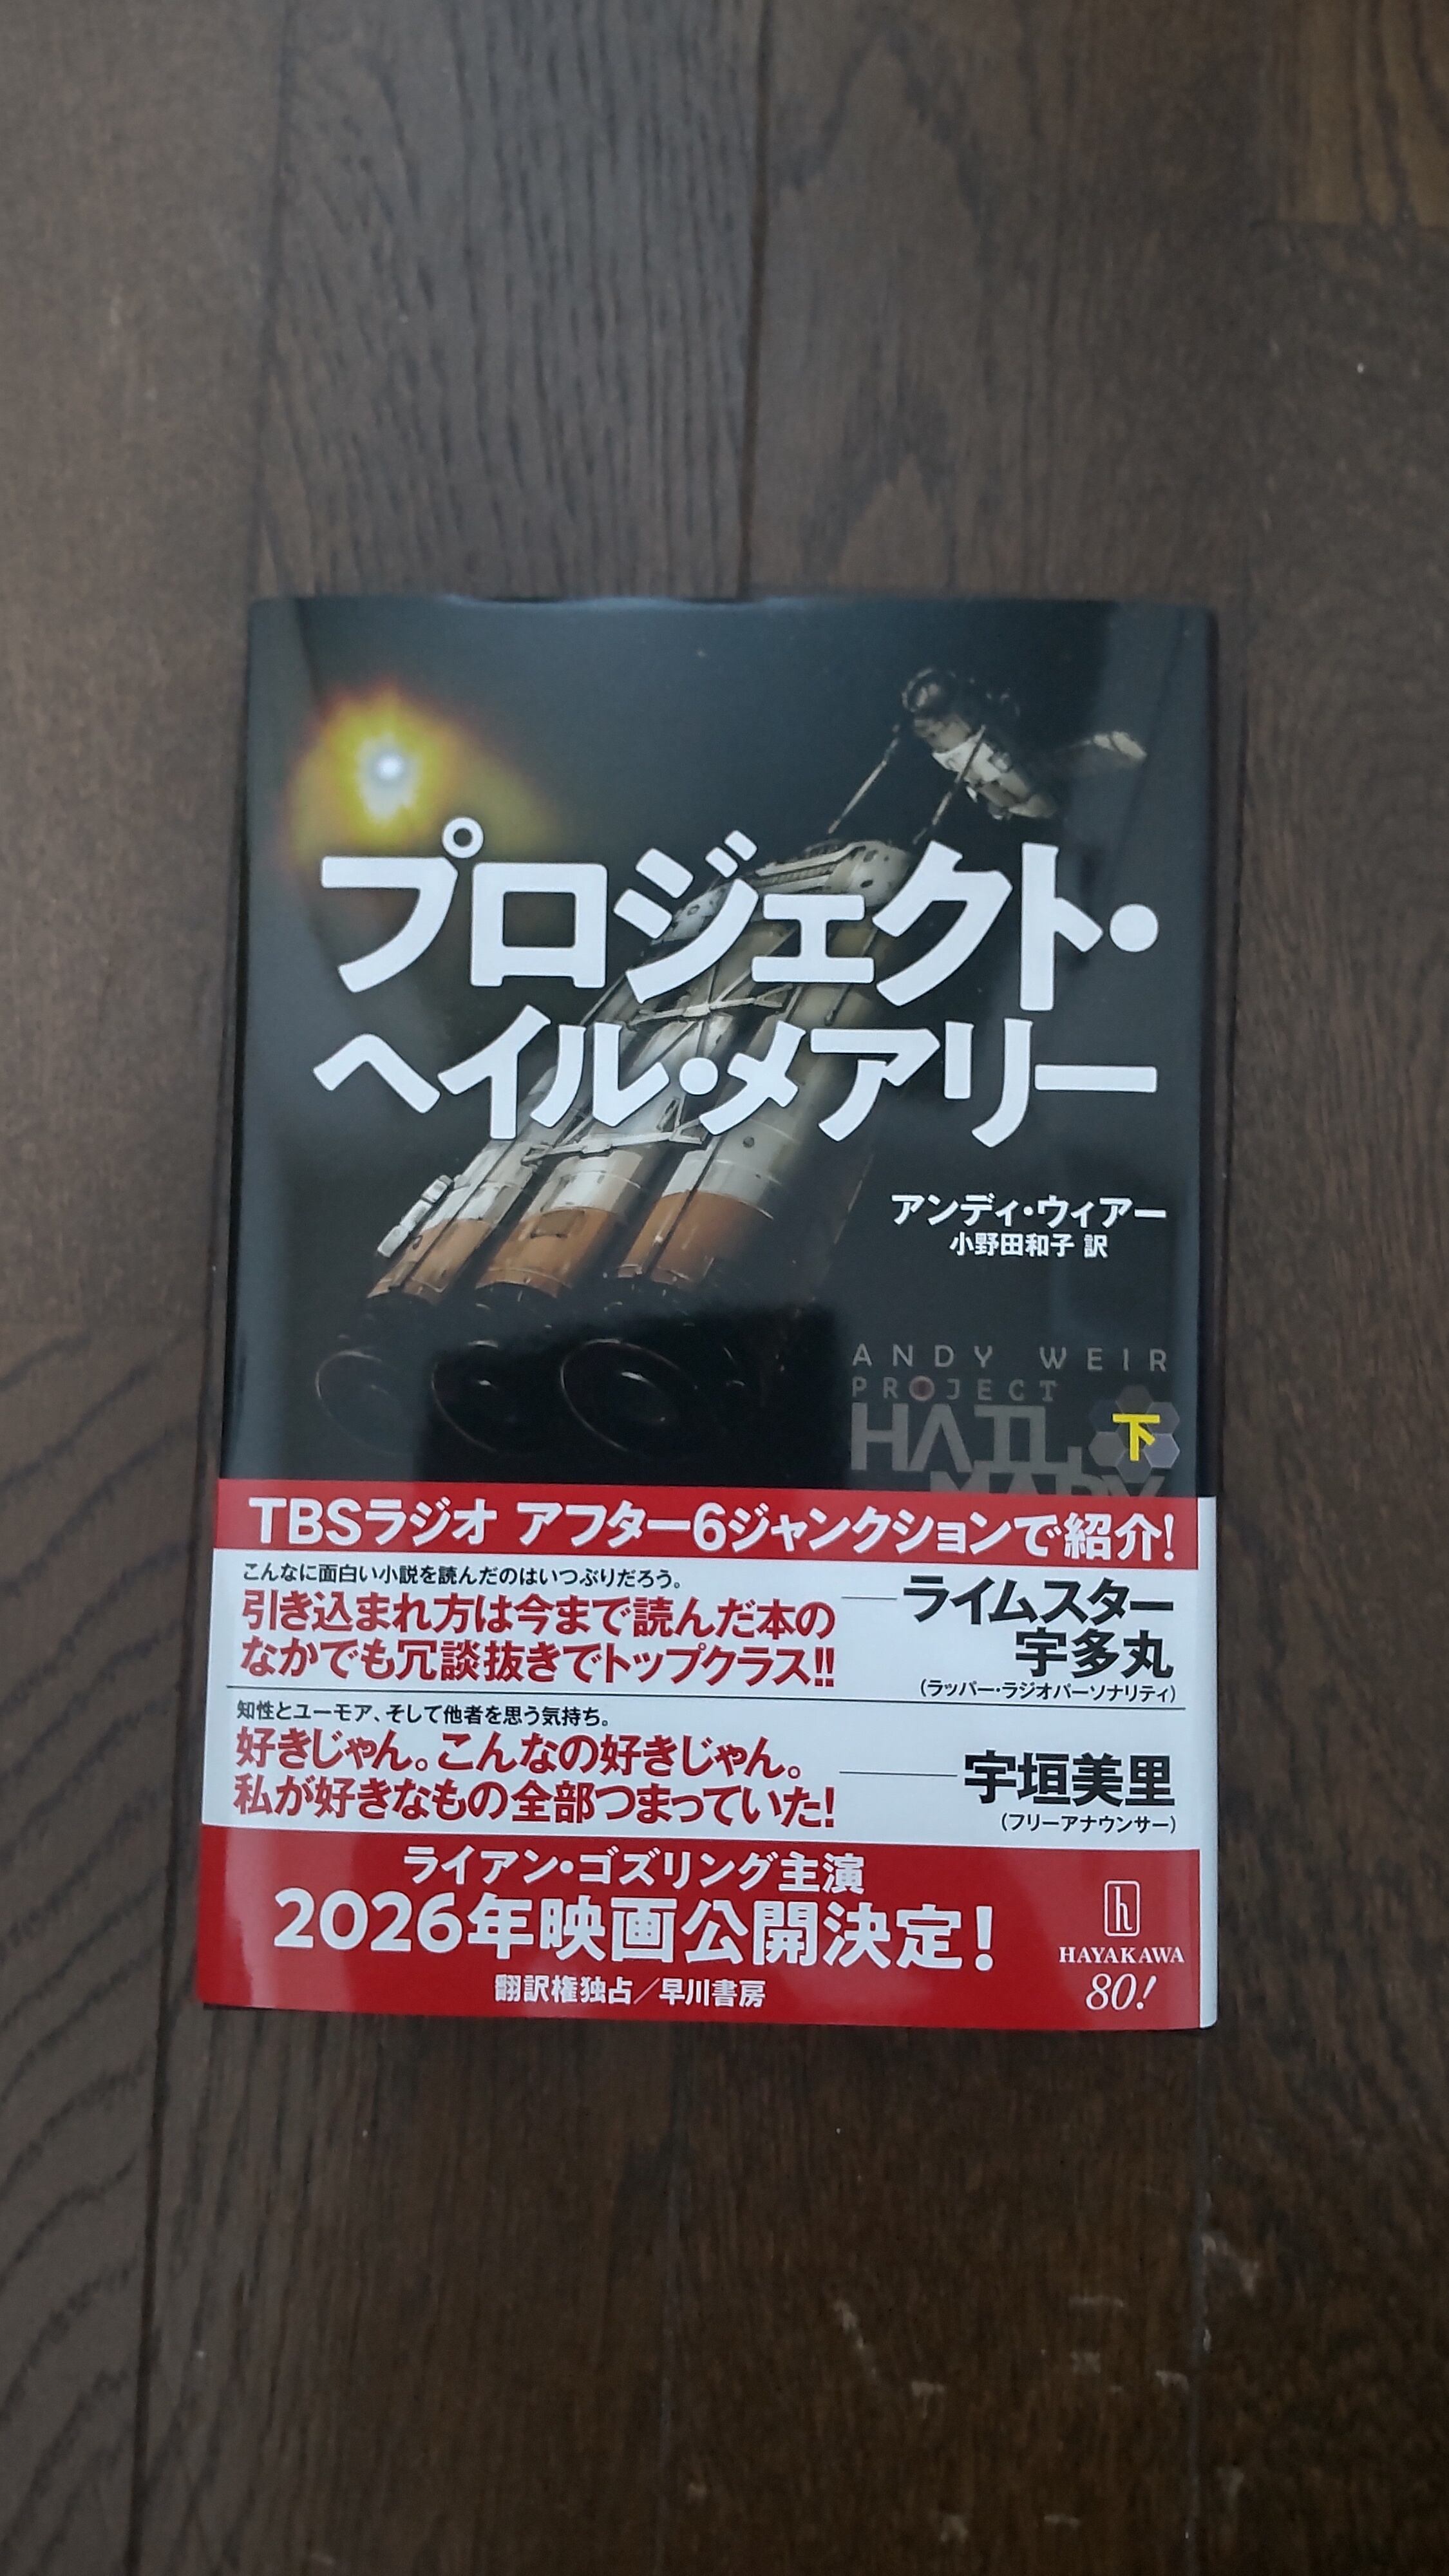 プロジェクト・
ヘイル・メアリー
アンディ・ウィアー
小野田和子 訳
ANDY WEIR
PROJECT
HAIL
MARY
下
TBSラジオ アフター6ジャンクションで紹介!
こんなに面白い小説を読んだのはいつぶりだろう。
引き込まれ方は今まで読んだ本の
なかでも冗談抜きでトップクラス!!
ライムスター
宇多丸
(ラッパー・ラジオパーソナリティ)
知性とユーモア、そして他者を思う気持ち。
好きじゃん。こんなの好きじゃん。
私が好きなもの全部つまっていた!
宇垣美里
(フリーアナウンサー)
ライアン・ゴズリング主演
2026年映画公開決定!
翻訳権独占/早川書房
h
HAYAKAWA
80!